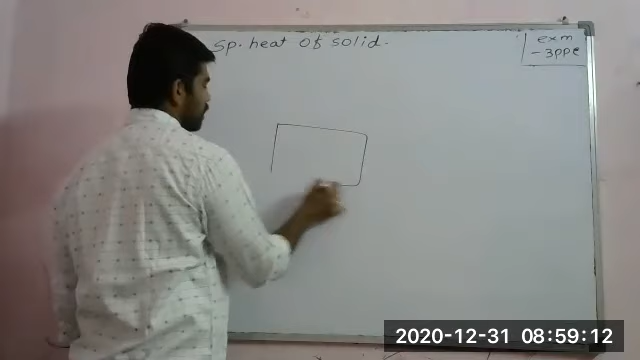 sp. heat of solid.
exm
- 3ppe
2020-12-31 08:59:12